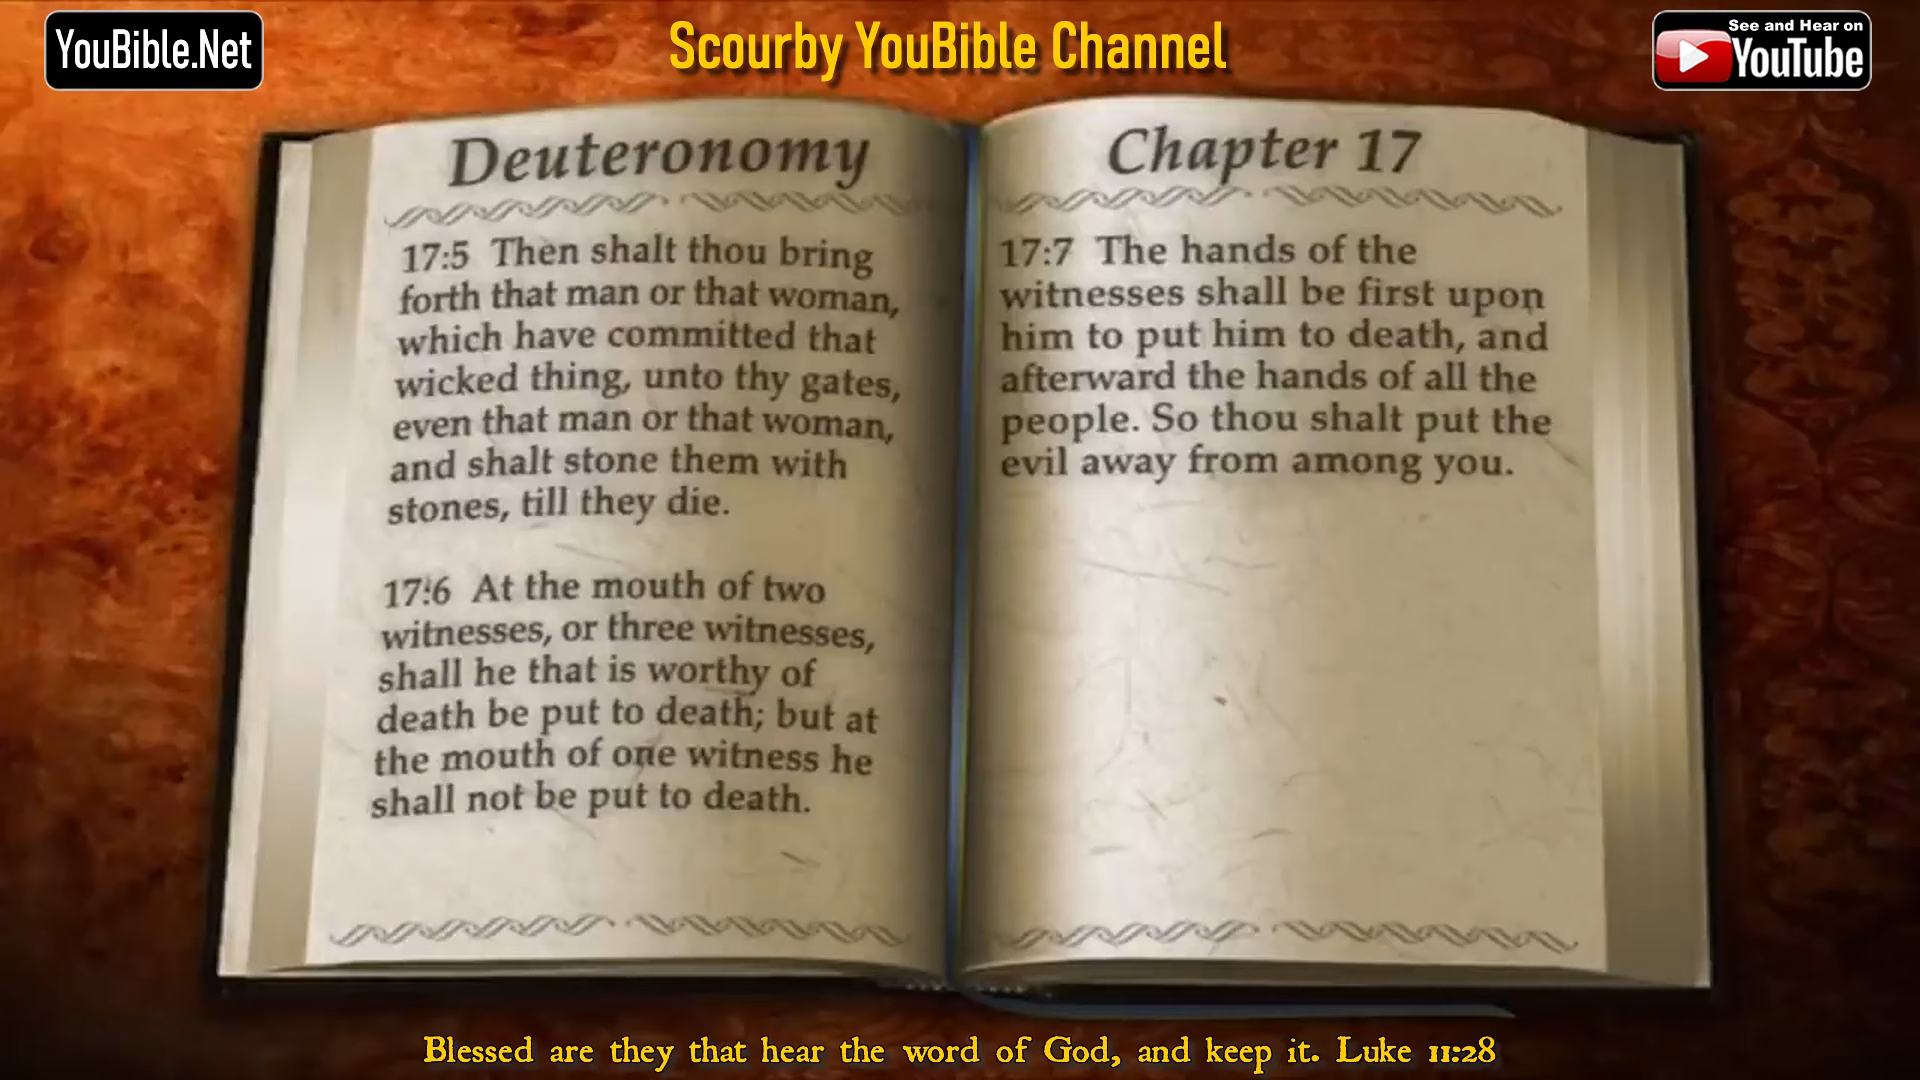 YouBible.Net
Scourby YouBible Channel
See and Hear on
YouTube
Deuteronomy
17:5 Then shalt thou bring
forth that man or that woman,
which have committed that
wicked thing, unto thy gates,
even that man or that woman,
and shalt stone them with
stones, till they die.
17:6 At the mouth of two
witnesses, or three witnesses,
shall he that is worthy of
death be put to death; but at
the mouth of one witness he
shall not be put to death.
Chapter 17
17:7 The hands of the
witnesses shall be first upon
him to put him to death, and
afterward the hands of all the
people. So thou shalt put the
evil away from among you.
Blessed are they that hear the word of God, and keep it. Luke 11:28